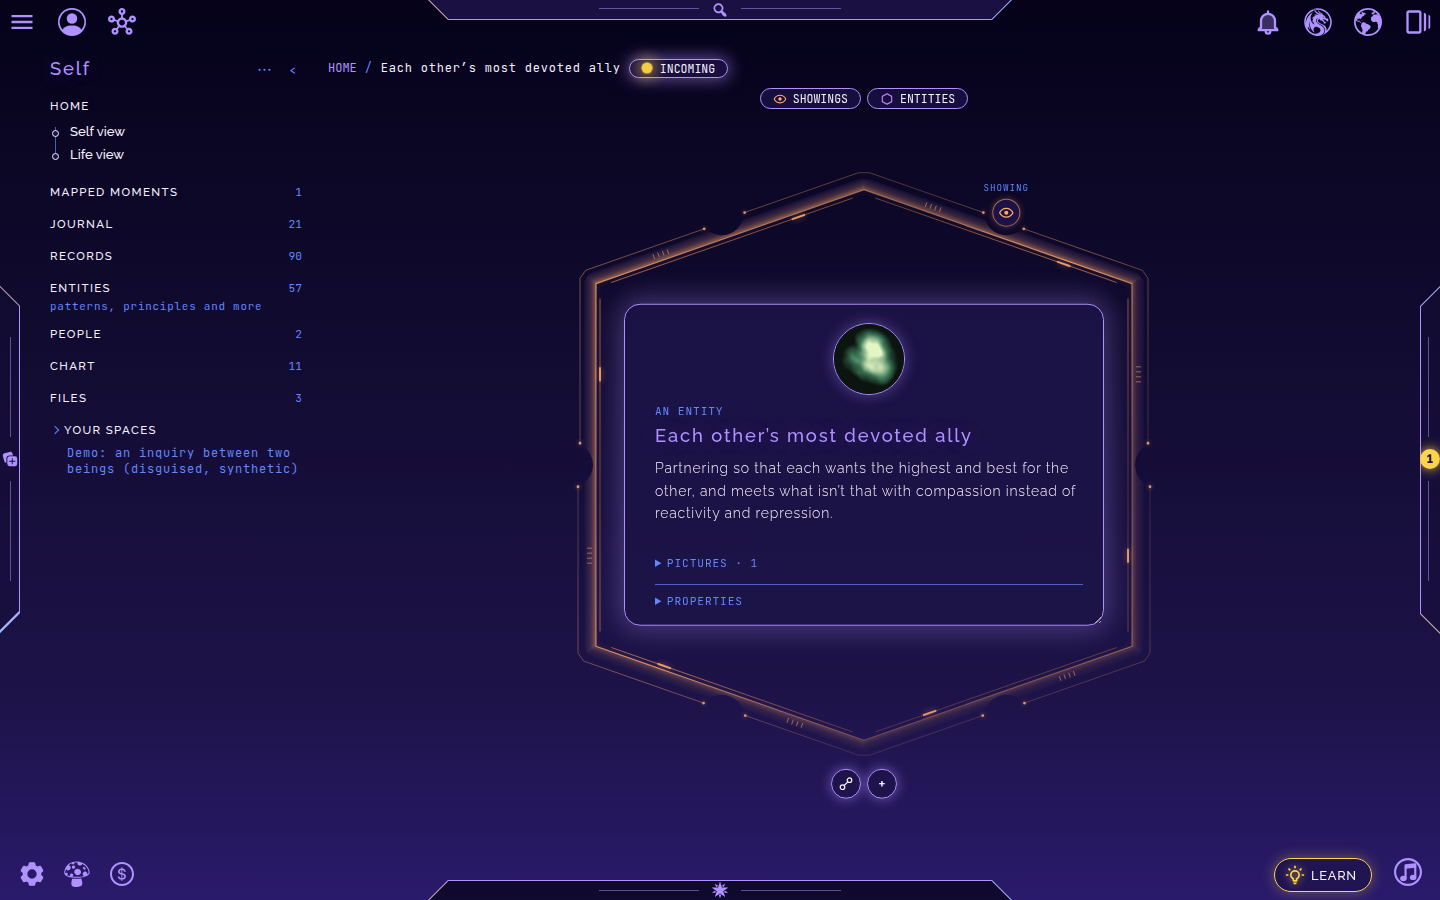 Self
... <
HOME / Each other’s most devoted ally
INCOMING
SHOWINGS
ENTITIES
HOME
Self view
Life view
MAPPED MOMENTS 1
JOURNAL 21
RECORDS 90
ENTITIES 57
patterns, principles and more
PEOPLE 2
CHART 11
FILES 3
YOUR SPACES
Demo: an inquiry between two
beings (disguised, synthetic)
SHOWING
AN ENTITY
Each other’s most devoted ally
Partnering so that each wants the highest and best for the
other, and meets what isn’t that with compassion instead of
reactivity and repression.
PICTURES · 1
PROPERTIES
+
1
$
LEARN